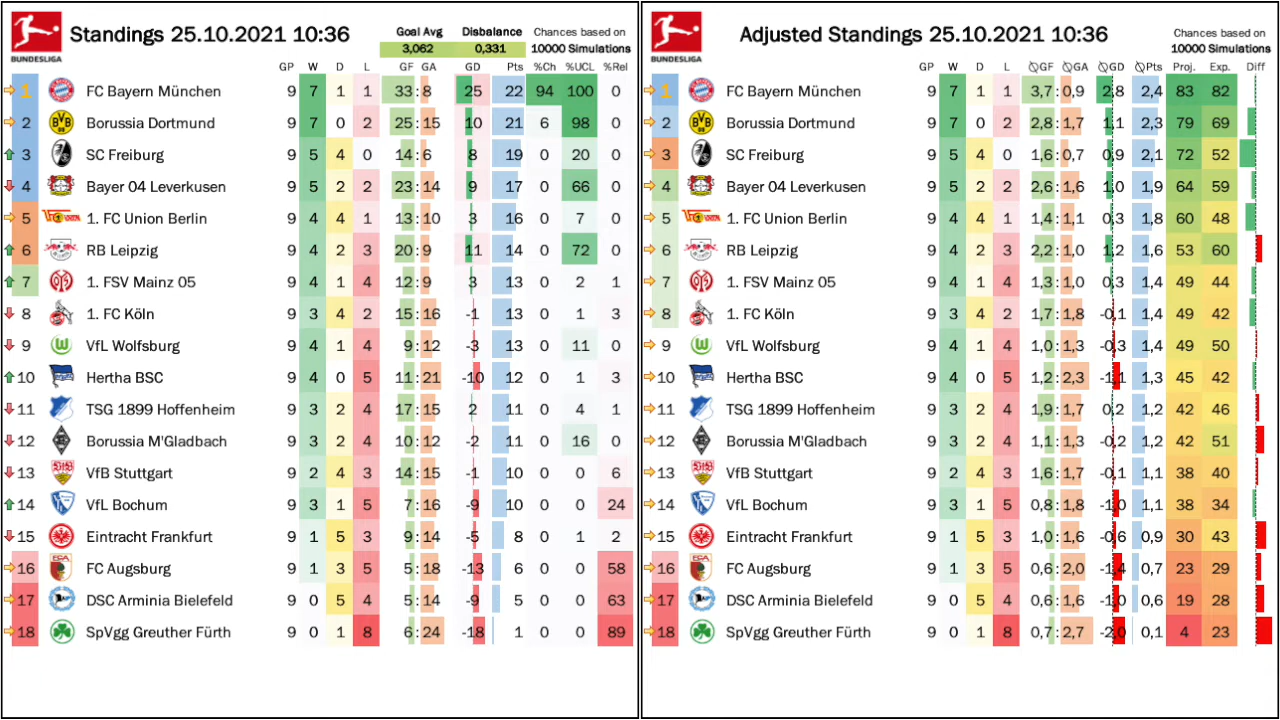 Standings 25.10.2021 10:36
BUNDESLIGA
Goal Avg Disbalance Chances based on
3,062 0,331 10000 Simulations
GP W D L GF GA GD Pts %Ch %UCL %Rel
1 FC Bayern München 9 7 1 1 33:8 25 22 94 100 0
2 Borussia Dortmund 9 7 0 2 25:15 10 21 6 98 0
3 SC Freiburg 9 5 4 0 14:6 8 19 0 20 0
4 Bayer 04 Leverkusen 9 5 2 2 23:14 9 17 0 66 0
5 1. FC Union Berlin 9 4 4 1 13:10 3 16 0 7 0
6 RB Leipzig 9 4 2 3 20:9 11 14 0 72 0
7 1. FSV Mainz 05 9 4 1 4 12:9 3 13 0 2 1
8 1. FC Köln 9 3 4 2 15:16 -1 13 0 1 3
9 VfL Wolfsburg 9 4 1 4 9:12 -3 13 0 11 0
10 Hertha BSC 9 4 0 5 11:21 -10 12 0 1 3
11 TSG 1899 Hoffenheim 9 3 2 4 17:15 2 11 0 4 1
12 Borussia M'Gladbach 9 3 2 4 10:12 -2 11 0 16 0
13 VfB Stuttgart 9 2 4 3 14:15 -1 10 0 0 6
14 VfL Bochum 9 3 1 5 7:16 -9 10 0 0 24
15 Eintracht Frankfurt 9 1 5 3 9:14 -5 8 0 1 2
16 FC Augsburg 9 1 3 5 5:18 -13 6 0 0 58
17 DSC Arminia Bielefeld 9 0 5 4 5:14 -9 5 0 0 63
18 SpVgg Greuther Fürth 9 0 1 8 6:24 -18 1 0 0 89
Adjusted Standings 25.10.2021 10:36
BUNDESLIGA
Chances based on
10000 Simulations
GP W D L ∅GF ∅GA ∅GD ∅Pts Proj. Exp. Diff
1 FC Bayern München 9 7 1 1 3,7:0,9 2,8 2,4 83 82
2 Borussia Dortmund 9 7 0 2 2,8:1,7 1,1 2,3 79 69
3 SC Freiburg 9 5 4 0 1,6:0,7 0,9 2,1 72 52
4 Bayer 04 Leverkusen 9 5 2 2 2,6:1,6 1,0 1,9 64 59
5 1. FC Union Berlin 9 4 4 1 1,4:1,1 0,3 1,8 60 48
6 RB Leipzig 9 4 2 3 2,2:1,0 1,2 1,6 53 60
7 1. FSV Mainz 05 9 4 1 4 1,3:1,0 0,3 1,4 49 44
8 1. FC Köln 9 3 4 2 1,7:1,8 -0,1 1,4 49 42
9 VfL Wolfsburg 9 4 1 4 1,0:1,3 -0,3 1,4 49 50
10 Hertha BSC 9 4 0 5 1,2:2,3 -1,1 1,3 45 42
11 TSG 1899 Hoffenheim 9 3 2 4 1,9:1,7 0,2 1,2 42 46
12 Borussia M'Gladbach 9 3 2 4 1,1:1,3 -0,2 1,2 42 51
13 VfB Stuttgart 9 2 4 3 1,6:1,7 -0,1 1,1 38 40
14 VfL Bochum 9 3 1 5 0,8:1,8 -1,0 1,1 38 34
15 Eintracht Frankfurt 9 1 5 3 1,0:1,6 -0,6 0,9 30 43
16 FC Augsburg 9 1 3 5 0,6:2,0 -1,4 0,7 23 29
17 DSC Arminia Bielefeld 9 0 5 4 0,6:1,6 -1,0 0,6 19 28
18 SpVgg Greuther Fürth 9 0 1 8 0,7:2,7 -2,0 0,1 4 23